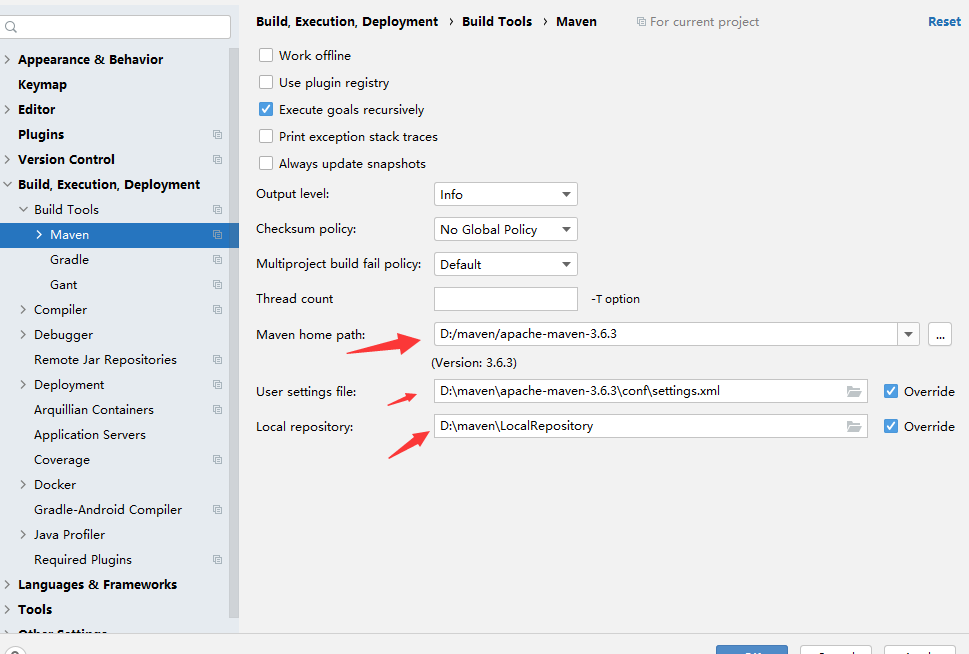 Build, Execution, Deployment › Build Tools › Maven For current project Reset
Appearance & Behavior
Keymap
Editor
Plugins
Version Control
Build, Execution, Deployment
Build Tools
Maven
Gradle
Gant
Compiler
Debugger
Remote Jar Repositories
Deployment
Arquillian Containers
Application Servers
Coverage
Docker
Gradle-Android Compiler
Java Profiler
Required Plugins
Languages & Frameworks
Tools
Other Settings
Work offline
Use plugin registry
Execute goals recursively
Print exception stack traces
Always update snapshots
Output level: Info
Checksum policy: No Global Policy
Multiproject build fail policy: Default
Thread count -T option
Maven home path: D:/maven/apache-maven-3.6.3 ...
(Version: 3.6.3)
User settings file: D:\maven\apache-maven-3.6.3\conf\settings.xml Override
Local repository: D:\maven\LocalRepository Override